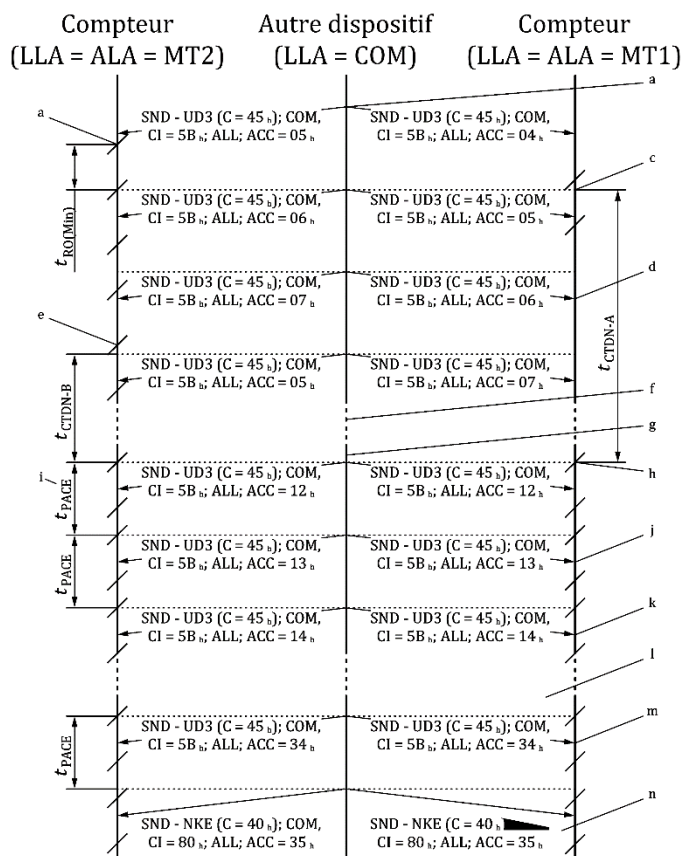 Compteur Autre dispositif Compteur
(LLA = ALA = MT2) (LLA = COM) (LLA = ALA = MT1)
a
a
SND - UD3 (C = 45 h); COM, SND - UD3 (C = 45 h); COM,
CI = 5B h; ALL; ACC = 05 h CI = 5B h; ALL; ACC = 04 h
c
SND - UD3 (C = 45 h); COM, SND - UD3 (C = 45 h); COM,
CI = 5B h; ALL; ACC = 06 h CI = 5B h; ALL; ACC = 05 h
tRO(Min)
d
SND - UD3 (C = 45 h); COM, SND - UD3 (C = 45 h); COM,
CI = 5B h; ALL; ACC = 07 h CI = 5B h; ALL; ACC = 06 h
e
tCTDN-A
SND - UD3 (C = 45 h); COM, SND - UD3 (C = 45 h); COM,
CI = 5B h; ALL; ACC = 05 h CI = 5B h; ALL; ACC = 07 h
tCTDN-B
f
g
h
i
SND - UD3 (C = 45 h); COM, SND - UD3 (C = 45 h); COM,
CI = 5B h; ALL; ACC = 12 h CI = 5B h; ALL; ACC = 12 h
tPACE
j
SND - UD3 (C = 45 h); COM, SND - UD3 (C = 45 h); COM,
CI = 5B h; ALL; ACC = 13 h CI = 5B h; ALL; ACC = 13 h
tPACE
k
SND - UD3 (C = 45 h); COM, SND - UD3 (C = 45 h); COM,
CI = 5B h; ALL; ACC = 14 h CI = 5B h; ALL; ACC = 14 h
l
m
SND - UD3 (C = 45 h); COM, SND - UD3 (C = 45 h); COM,
CI = 5B h; ALL; ACC = 34 h CI = 5B h; ALL; ACC = 34 h
tPACE
n
SND - NKE (C = 40 h); COM, SND - NKE (C = 40 h)
CI = 80 h; ALL; ACC = 35 h CI = 80 h; ALL; ACC = 35 h